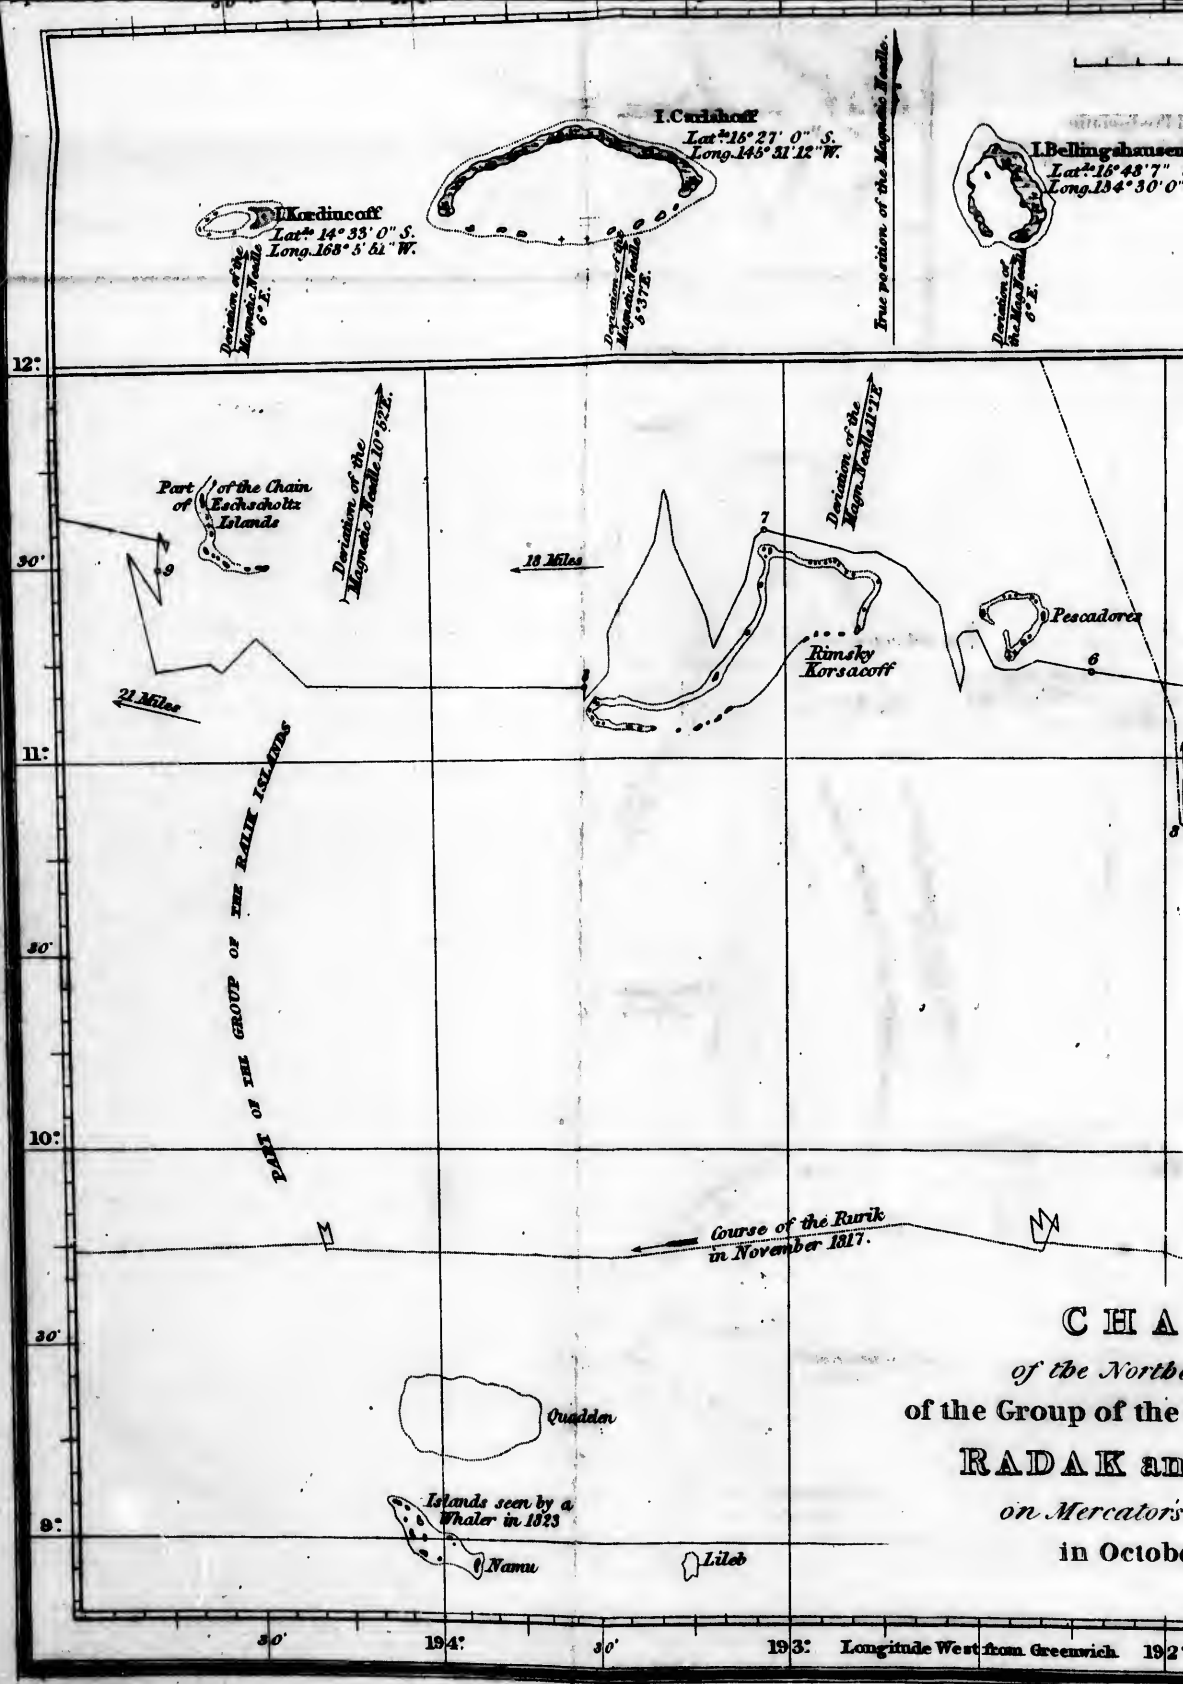 I. Carlshoff
Latde 15° 27' 0" S.
Long. 145° 31' 12" W.
I. Bellingshausen
Latde 15° 48' 7"
Long. 154° 30' 0"
I. Kordincoff
Latde 14° 33' 0" S.
Long. 168° 5' 51" W.
Deviation of the
Magnetic Needle
6° E.
Deviation of the
Magnetic Needle
5° 37' E.
True position of the Magnetic Needle.
Deviation of
the Mag. Needle
6° E.
12°
Deviation of the
Magnetic Needle 10° 52' E.
Deviation of the
Magn. Needle 11° 1' E
Part of the Chain
of Eschscholtz
Islands
9
30'
18 Miles
7
Pescadores
6
Rimsky
Korsacoff
8
21 Miles
11°
PART OF THE GROUP OF THE RALIK ISLANDS
8
30'
10°
Course of the Rurik
in November 1817.
CHA
of the Northe
30'
of the Group of the
Quadelen
RADAK an
Islands seen by a
Whaler in 1823
on Mercator's
9°
Namu
Lileb
in Octobe
30'
194°
30'
193°
Longitude West from Greenwich
192°